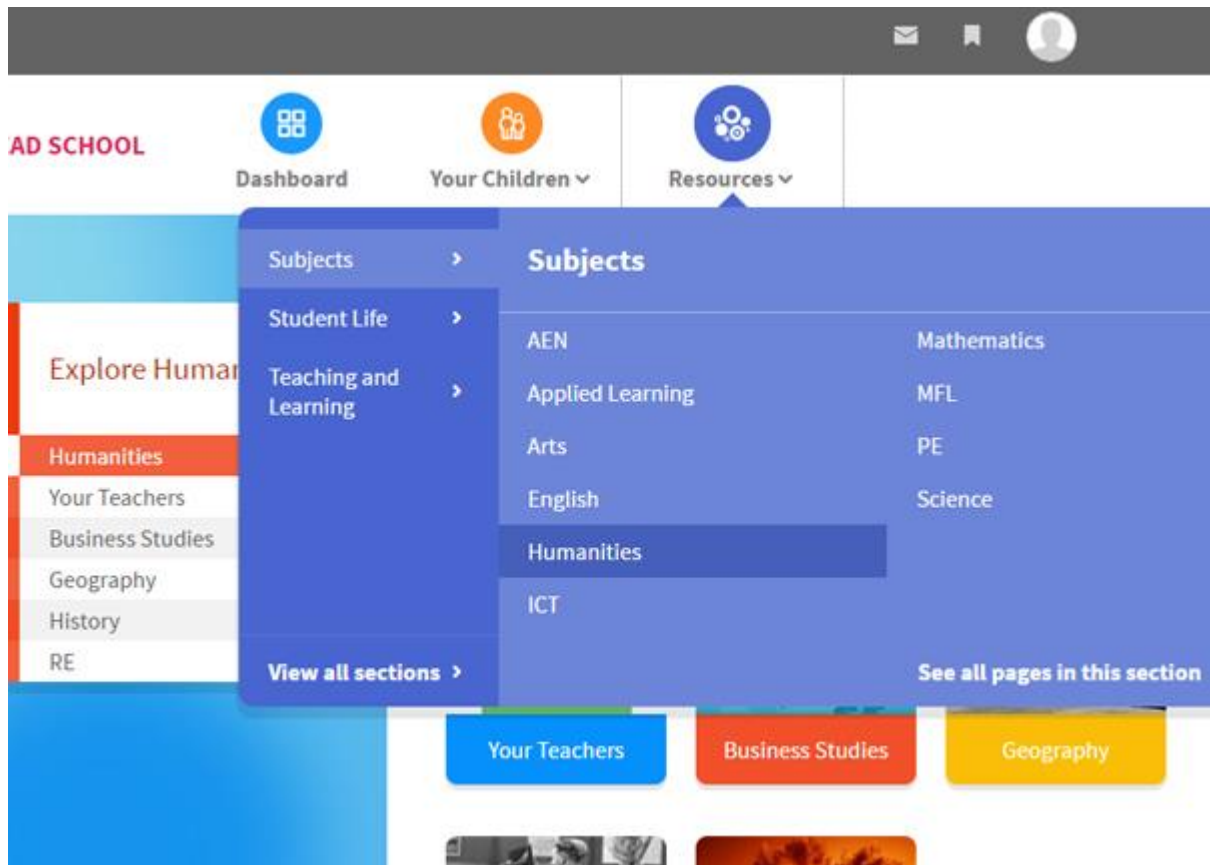 AD SCHOOL
Dashboard
Your Children
Resources
Subjects
Student Life
Teaching and
Learning
View all sections
Subjects
AEN
Applied Learning
Arts
English
Humanities
ICT
Mathematics
MFL
PE
Science
See all pages in this section
Explore Human
Humanities
Your Teachers
Business Studies
Geography
History
RE
Your Teachers
Business Studies
Geography